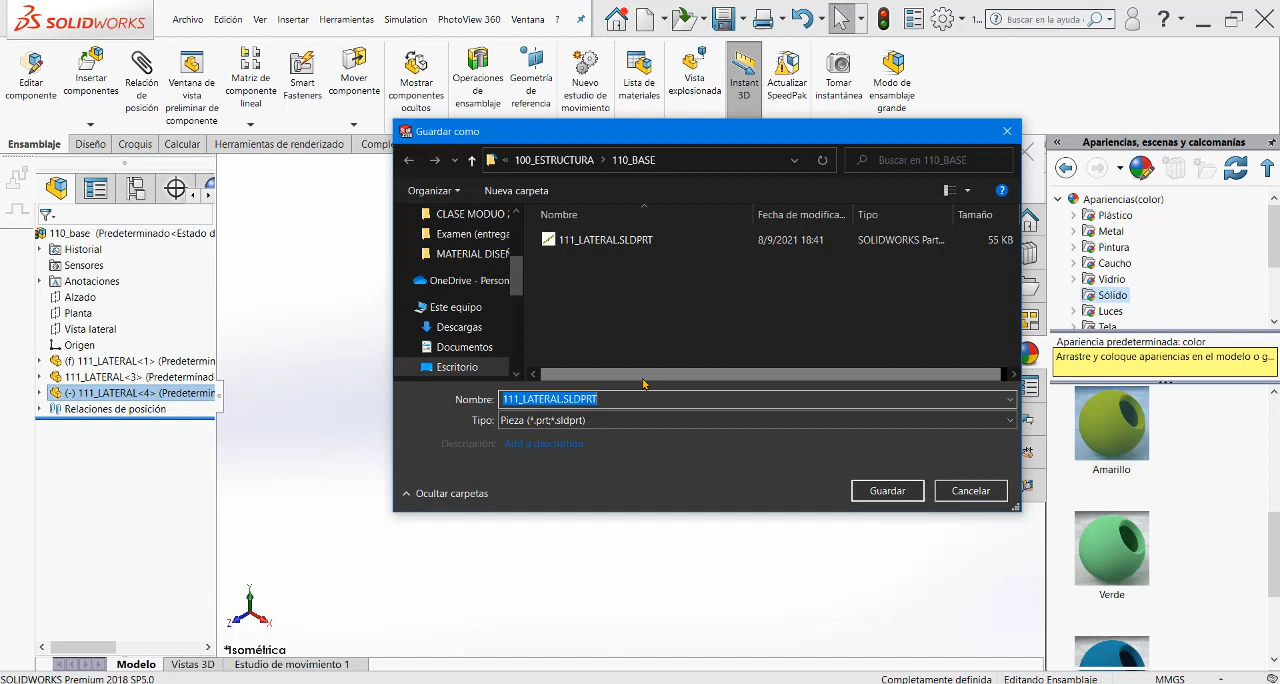 SOLIDWORKS
Archivo Edición Ver Insertar Herramientas Simulation PhotoView 360 Ventana ?
1...
Buscar en la ayuda
?
Editar componente
Insertar componentes
Relación de posición
Ventana de vista preliminar de componente
Matriz de componente lineal
Smart Fasteners
Mover componente
Mostrar componentes ocultos
Operaciones de ensamblaje
Geometría de referencia
Nuevo estudio de movimiento
Lista de materiales
Vista explosionada
Instant 3D
Actualizar SpeedPak
Tomar instantánea
Modo de ensamblaje grande
Ensamblaje Diseño Croquis Calcular Herramientas de renderizado Comple
110_base (Predeterminado<Estado d
Historial
Sensores
Anotaciones
Alzado
Planta
Vista lateral
Origen
(f) 111_LATERAL<1> (Predetermin
111_LATERAL<3> (Predeterminad
(-) 111_LATERAL<4> (Predetermir
Relaciones de posición
Guardar como
« 100_ESTRUCTURA > 110_BASE
Buscar en 110_BASE
Organizar
Nueva carpeta
CLASE MODUO 2
Examen (entrega
MATERIAL DISEÑ
OneDrive - Person
Este equipo
Descargas
Documentos
Escritorio
Nombre Fecha de modifica... Tipo Tamaño
111_LATERAL.SLDPRT 8/9/2021 18:41 SOLIDWORKS Part... 55 KB
Nombre: 111_LATERAL.SLDPRT
Tipo: Pieza (*.prt;*.sldprt)
Descripción: Add a description
Ocultar carpetas
Guardar
Cancelar
Apariencias, escenas y calcomanías
Apariencias(color)
Plástico
Metal
Pintura
Caucho
Vidrio
Sólido
Luces
Tela
Apariencia predeterminada: color
Arrastre y coloque apariencias en el modelo o g...
Amarillo
Verde
Y
Z
X
*Isométrica
Modelo Vistas 3D Estudio de movimiento 1
SOLIDWORKS Premium 2018 SP5.0
Completamente definida Editando Ensamblaje MMGS -